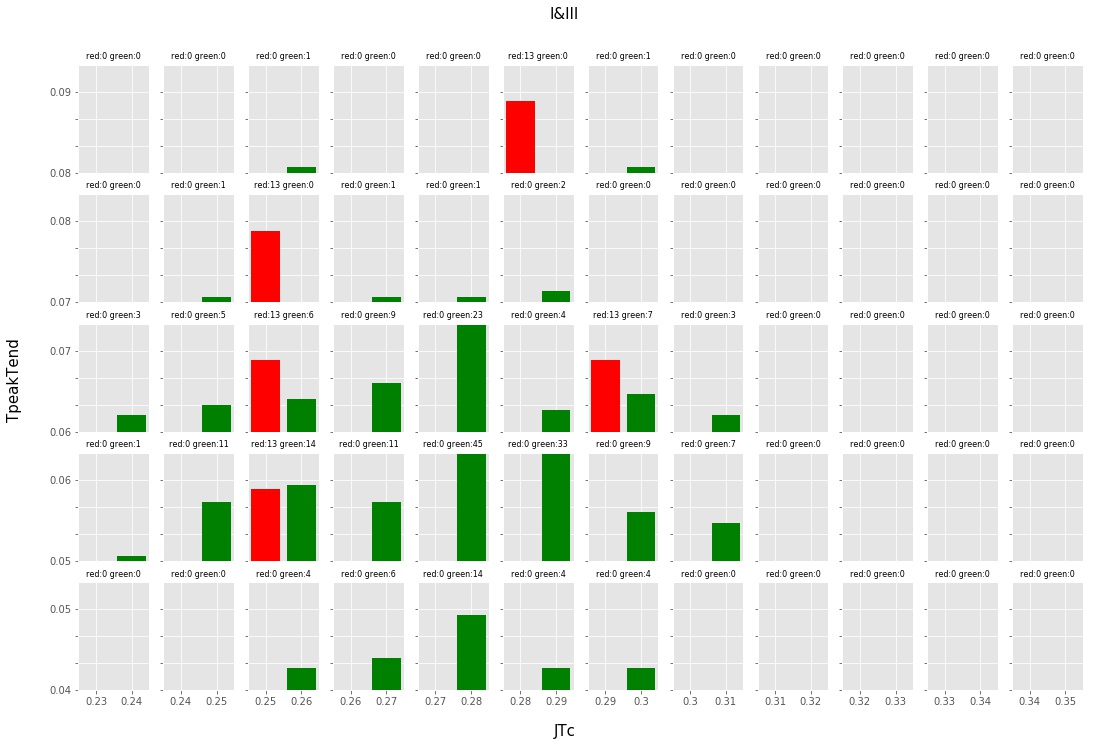 I&III
red:0 green:0 red:0 green:0 red:0 green:1 red:0 green:0 red:0 green:0 red:13 green:0 red:0 green:1 red:0 green:0 red:0 green:0 red:0 green:0 red:0 green:0 red:0 green:0
0.09
0.08
red:0 green:0 red:0 green:1 red:13 green:0 red:0 green:1 red:0 green:1 red:0 green:2 red:0 green:0 red:0 green:0 red:0 green:0 red:0 green:0 red:0 green:0 red:0 green:0
0.08
0.07
red:0 green:3 red:0 green:5 red:13 green:6 red:0 green:9 red:0 green:23 red:0 green:4 red:13 green:7 red:0 green:3 red:0 green:0 red:0 green:0 red:0 green:0 red:0 green:0
0.07
TpeakTend
0.06
red:0 green:1 red:0 green:11 red:13 green:14 red:0 green:11 red:0 green:45 red:0 green:33 red:0 green:9 red:0 green:7 red:0 green:0 red:0 green:0 red:0 green:0 red:0 green:0
0.06
0.05
red:0 green:0 red:0 green:0 red:0 green:4 red:0 green:6 red:0 green:14 red:0 green:4 red:0 green:4 red:0 green:0 red:0 green:0 red:0 green:0 red:0 green:0 red:0 green:0
0.05
0.04
0.23 0.24 0.24 0.25 0.25 0.26 0.26 0.27 0.27 0.28 0.28 0.29 0.29 0.3 0.3 0.31 0.31 0.32 0.32 0.33 0.33 0.34 0.34 0.35
JTc